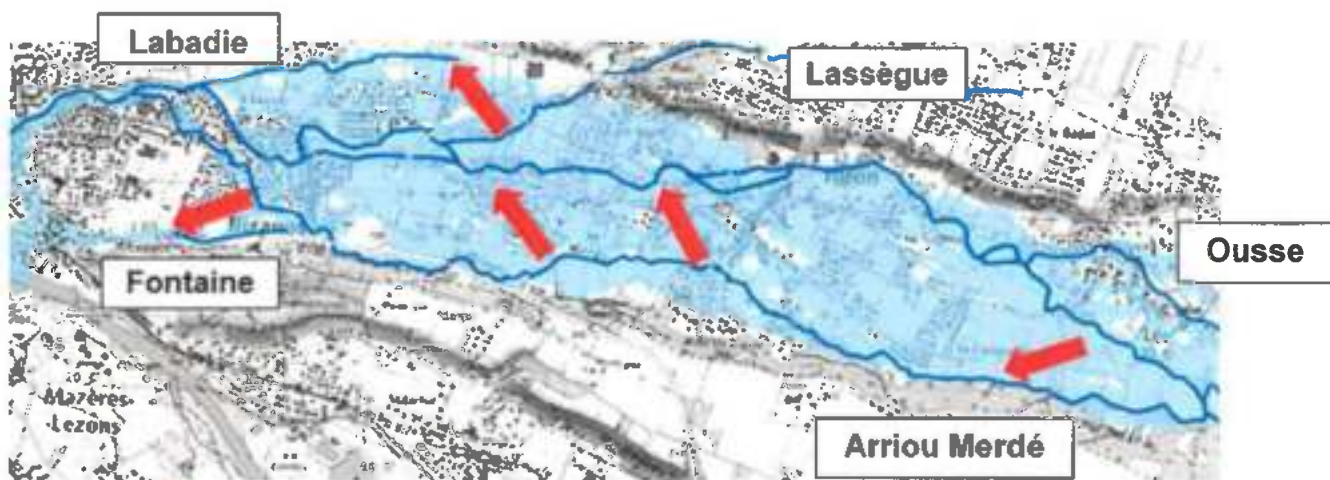 Labadie
Lassègue
Ousse
Fontaine
Mazères-
Lezons
Arriou Merdé